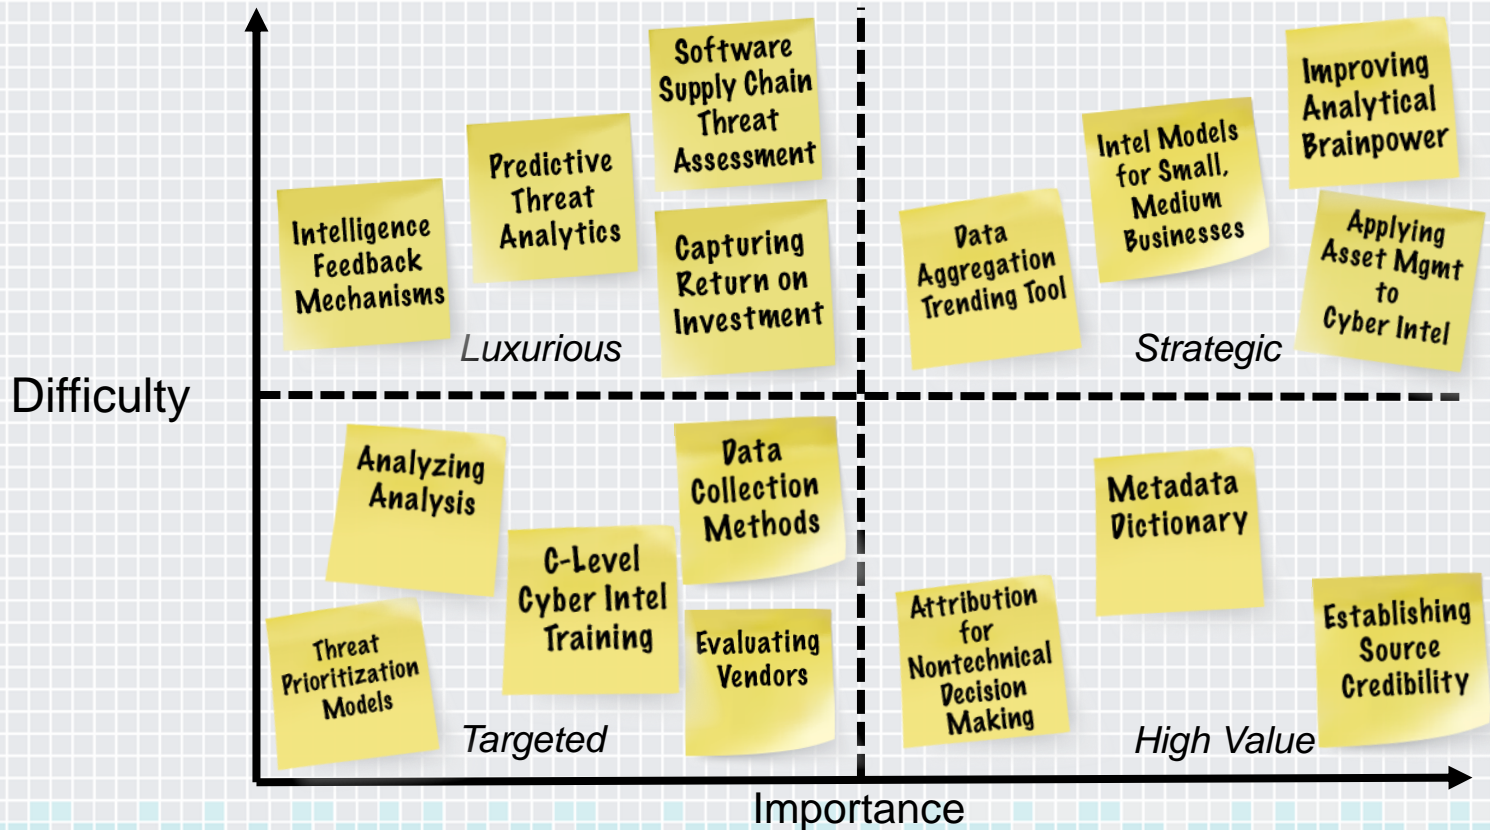 Software
Supply Chain
Threat
Assessment
Improving
Analytical
Brainpower
Intel Models
for Small,
Medium
Businesses
Predictive
Threat
Analytics
Intelligence
Feedback
Mechanisms
Capturing
Return on
Investment
Data
Aggregation
Trending Tool
Applying
Asset Mgmt
to
Cyber Intel
Luxurious
Strategic
Difficulty
Analyzing
Analysis
Data
Collection
Methods
Metadata
Dictionary
C-Level
Cyber Intel
Training
Threat
Prioritization
Models
Evaluating
Vendors
Attribution
for
Nontechnical
Decision
Making
Establishing
Source
Credibility
Targeted
High Value
Importance